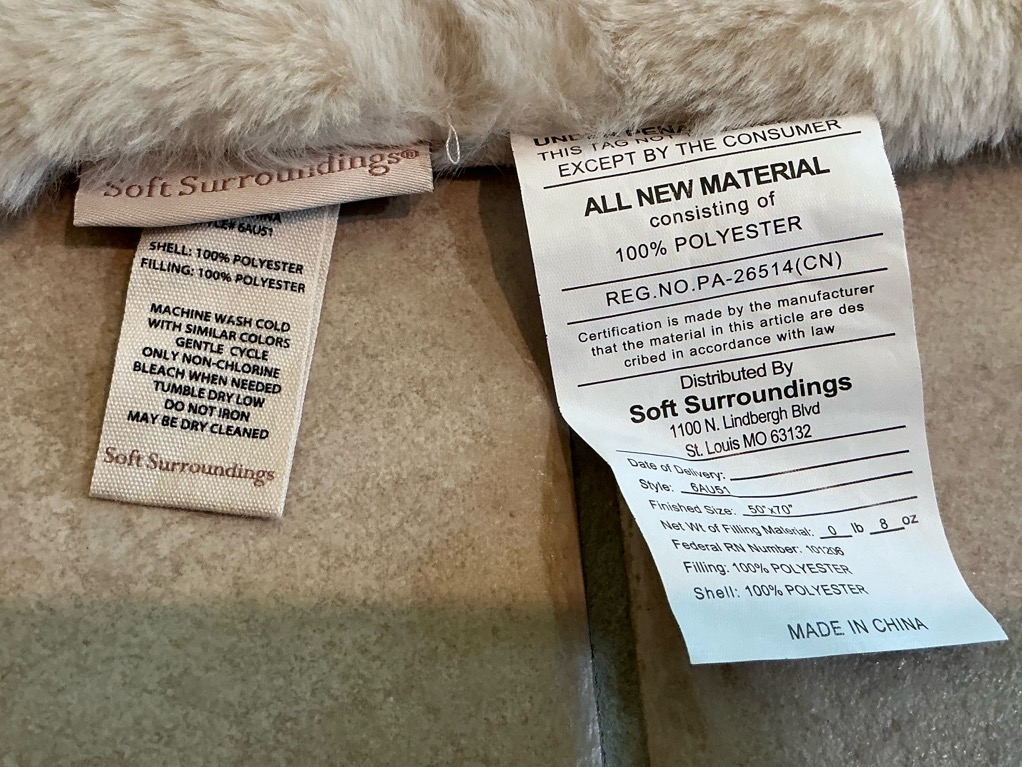 Soft Surroundings®
STYLE# 6AU51
SHELL: 100% POLYESTER
FILLING: 100% POLYESTER
MACHINE WASH COLD
WITH SIMILAR COLORS
GENTLE CYCLE
ONLY NON-CHLORINE
BLEACH WHEN NEEDED
TUMBLE DRY LOW
DO NOT IRON
MAY BE DRY CLEANED
Soft Surroundings
UNDER PENA
THIS TAG NOT
EXCEPT BY THE CONSUMER
ALL NEW MATERIAL
consisting of
100% POLYESTER
REG.NO.PA-26514(CN)
Certification is made by the manufacturer
that the material in this article are des
cribed in accordance with law
Distributed By
Soft Surroundings
1100 N. Lindbergh Blvd
St. Louis MO 63132
Date of Delivery:
Style: 6AU51
Finished Size: 50"x70"
Net Wt of Filling Material: 0 lb 8 oz
Federal RN Number: 101206
Filling: 100% POLYESTER
Shell: 100% POLYESTER
MADE IN CHINA